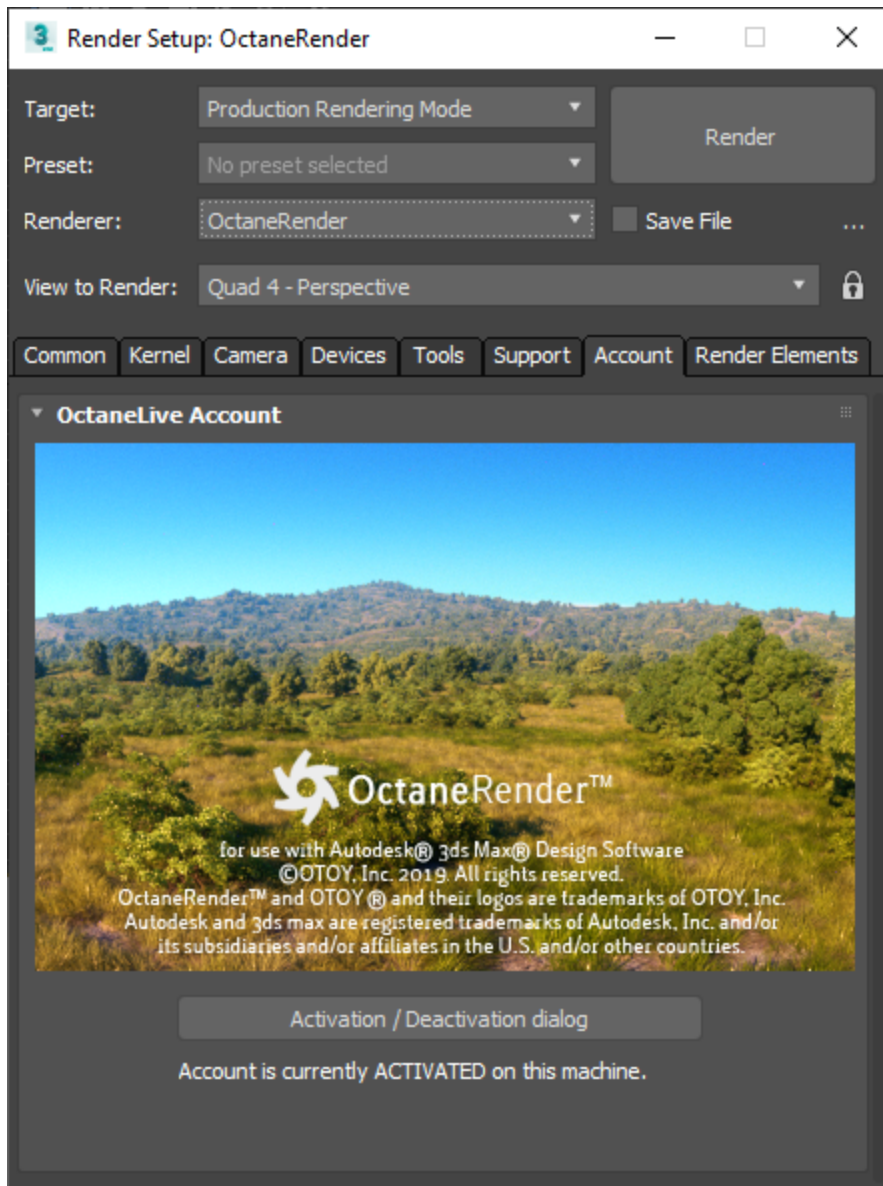 Render Setup: OctaneRender
Target:
Production Rendering Mode
Render
Preset:
No preset selected
Renderer:
OctaneRender
Save File
...
View to Render:
Quad 4 - Perspective
Common
Kernel
Camera
Devices
Tools
Support
Account
Render Elements
OctaneLive Account
OctaneRender™
for use with Autodesk® 3ds Max® Design Software
©OTOY, Inc. 2019. All rights reserved.
OctaneRender™ and OTOY ® and their logos are trademarks of OTOY, Inc.
Autodesk and 3ds max are registered trademarks of Autodesk, Inc. and/or
its subsidiaries and/or affiliates in the U.S. and/or other countries.
Activation / Deactivation dialog
Account is currently ACTIVATED on this machine.